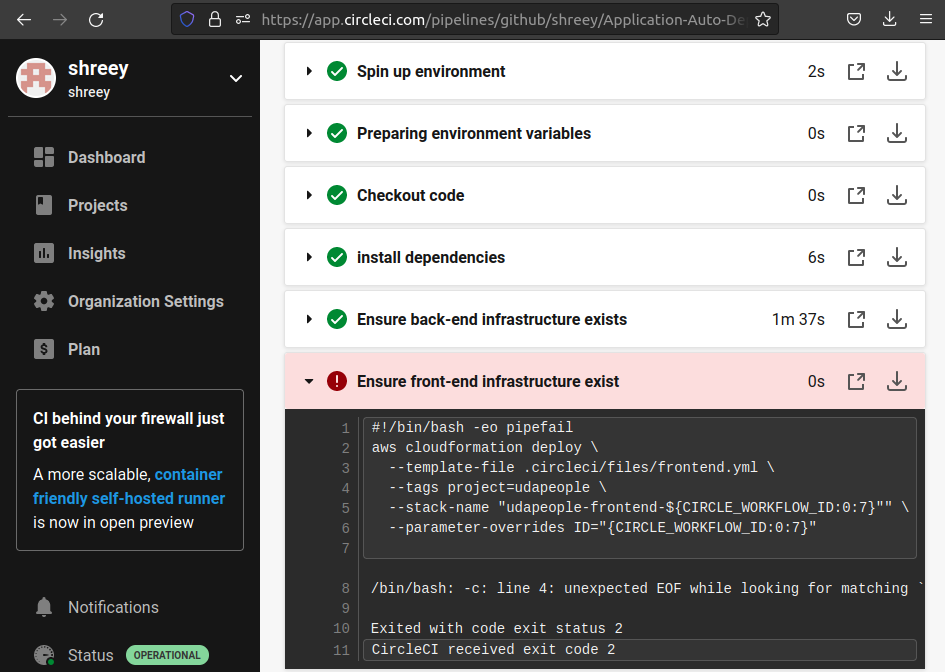 https://app.circleci.com/pipelines/github/shreey/Application-Auto-De
shreey
shreey
Dashboard
Projects
Insights
Organization Settings
$ Plan
CI behind your firewall just
got easier
A more scalable, container
friendly self-hosted runner
is now in open preview
Notifications
Status OPERATIONAL
Spin up environment 2s
Preparing environment variables 0s
Checkout code 0s
install dependencies 6s
Ensure back-end infrastructure exists 1m 37s
! Ensure front-end infrastructure exist 0s
1 #!/bin/bash -eo pipefail
2 aws cloudformation deploy \
3   --template-file .circleci/files/frontend.yml \
4   --tags project=udapeople \
5   --stack-name "udapeople-frontend-${CIRCLE_WORKFLOW_ID:0:7}"" \
6   --parameter-overrides ID="{CIRCLE_WORKFLOW_ID:0:7}"
7
8 /bin/bash: -c: line 4: unexpected EOF while looking for matching `
9
10 Exited with code exit status 2
11 CircleCI received exit code 2